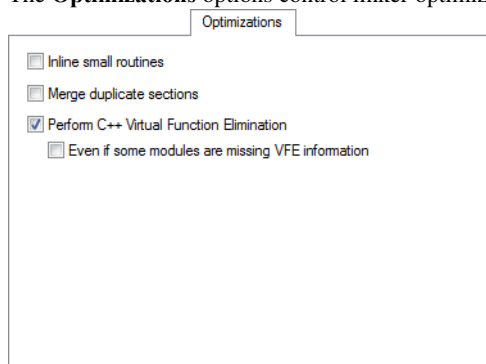 The Optimizations options control linker optimiz
Optimizations
Inline small routines
Merge duplicate sections
Perform C++ Virtual Function Elimination
Even if some modules are missing VFE information